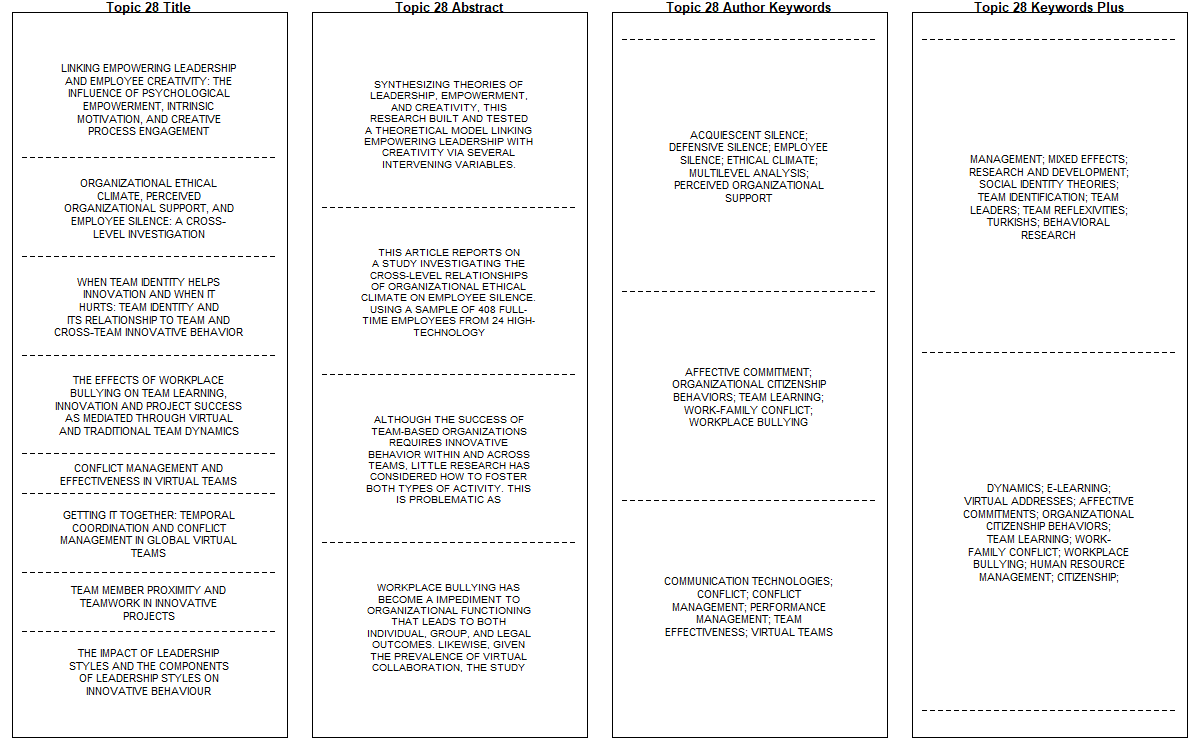 Topic 28 Title
LINKING EMPOWERING LEADERSHIP
AND EMPLOYEE CREATIVITY: THE
INFLUENCE OF PSYCHOLOGICAL
EMPOWERMENT, INTRINSIC
MOTIVATION, AND CREATIVE
PROCESS ENGAGEMENT
ORGANIZATIONAL ETHICAL
CLIMATE, PERCEIVED
ORGANIZATIONAL SUPPORT, AND
EMPLOYEE SILENCE: A CROSS-
LEVEL INVESTIGATION
WHEN TEAM IDENTITY HELPS
INNOVATION AND WHEN IT
HURTS: TEAM IDENTITY AND
ITS RELATIONSHIP TO TEAM AND
CROSS-TEAM INNOVATIVE BEHAVIOR
THE EFFECTS OF WORKPLACE
BULLYING ON TEAM LEARNING,
INNOVATION AND PROJECT SUCCESS
AS MEDIATED THROUGH VIRTUAL
AND TRADITIONAL TEAM DYNAMICS
CONFLICT MANAGEMENT AND
EFFECTIVENESS IN VIRTUAL TEAMS
GETTING IT TOGETHER: TEMPORAL
COORDINATION AND CONFLICT
MANAGEMENT IN GLOBAL VIRTUAL
TEAMS
TEAM MEMBER PROXIMITY AND
TEAMWORK IN INNOVATIVE
PROJECTS
THE IMPACT OF LEADERSHIP
STYLES AND THE COMPONENTS
OF LEADERSHIP STYLES ON
INNOVATIVE BEHAVIOUR
Topic 28 Abstract
SYNTHESIZING THEORIES OF
LEADERSHIP, EMPOWERMENT,
AND CREATIVITY, THIS
RESEARCH BUILT AND TESTED
A THEORETICAL MODEL LINKING
EMPOWERING LEADERSHIP WITH
CREATIVITY VIA SEVERAL
INTERVENING VARIABLES.
THIS ARTICLE REPORTS ON
A STUDY INVESTIGATING THE
CROSS-LEVEL RELATIONSHIPS
OF ORGANIZATIONAL ETHICAL
CLIMATE ON EMPLOYEE SILENCE.
USING A SAMPLE OF 408 FULL-
TIME EMPLOYEES FROM 24 HIGH-
TECHNOLOGY
ALTHOUGH THE SUCCESS OF
TEAM-BASED ORGANIZATIONS
REQUIRES INNOVATIVE
BEHAVIOR WITHIN AND ACROSS
TEAMS, LITTLE RESEARCH HAS
CONSIDERED HOW TO FOSTER
BOTH TYPES OF ACTIVITY. THIS
IS PROBLEMATIC AS
WORKPLACE BULLYING HAS
BECOME A IMPEDIMENT TO
ORGANIZATIONAL FUNCTIONING
THAT LEADS TO BOTH
INDIVIDUAL, GROUP, AND LEGAL
OUTCOMES. LIKEWISE, GIVEN
THE PREVALENCE OF VIRTUAL
COLLABORATION, THE STUDY
Topic 28 Author Keywords
ACQUIESCENT SILENCE;
DEFENSIVE SILENCE; EMPLOYEE
SILENCE; ETHICAL CLIMATE;
MULTILEVEL ANALYSIS;
PERCEIVED ORGANIZATIONAL
SUPPORT
AFFECTIVE COMMITMENT;
ORGANIZATIONAL CITIZENSHIP
BEHAVIORS; TEAM LEARNING;
WORK-FAMILY CONFLICT;
WORKPLACE BULLYING
COMMUNICATION TECHNOLOGIES;
CONFLICT; CONFLICT
MANAGEMENT; PERFORMANCE
MANAGEMENT; TEAM
EFFECTIVENESS; VIRTUAL TEAMS
Topic 28 Keywords Plus
MANAGEMENT; MIXED EFFECTS;
RESEARCH AND DEVELOPMENT;
SOCIAL IDENTITY THEORIES;
TEAM IDENTIFICATION; TEAM
LEADERS; TEAM REFLEXIVITIES;
TURKISHS; BEHAVIORAL
RESEARCH
DYNAMICS; E-LEARNING;
VIRTUAL ADDRESSES; AFFECTIVE
COMMITMENTS; ORGANIZATIONAL
CITIZENSHIP BEHAVIORS;
TEAM LEARNING; WORK-
FAMILY CONFLICT; WORKPLACE
BULLYING; HUMAN RESOURCE
MANAGEMENT; CITIZENSHIP;